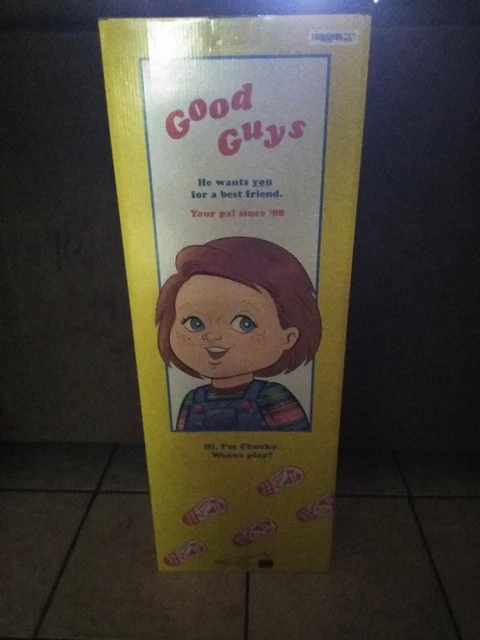 Good
Guys
He wants you
for a best friend.
Your pal since '88
Hi, I'm Chucky.
Wanna play?